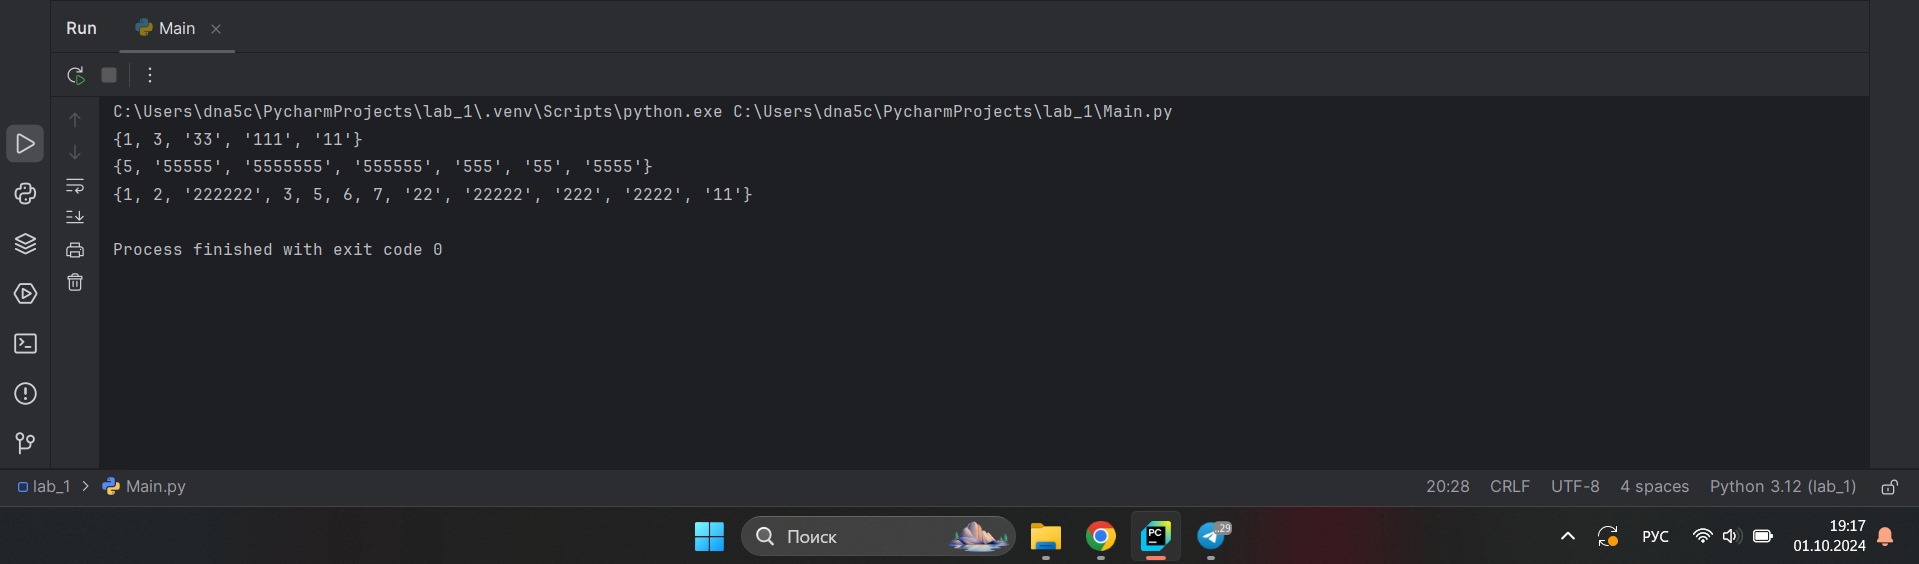 Run Main
C:\Users\dna5c\PycharmProjects\lab_1\.venv\Scripts\python.exe C:\Users\dna5c\PycharmProjects\lab_1\Main.py
{1, 3, '33', '111', '11'}
{5, '55555', '5555555', '555555', '555', '55', '5555'}
{1, 2, '222222', 3, 5, 6, 7, '22', '22222', '222', '2222', '11'}
Process finished with exit code 0
lab_1 > Main.py 20:28 CRLF UTF-8 4 spaces Python 3.12 (lab_1)
Поиск PC ..29 РУС 19:17
01.10.2024